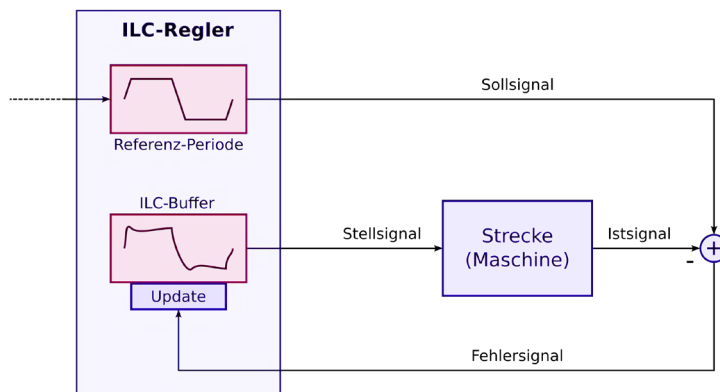 ILC-Regler
Sollsignal
Referenz-Periode
ILC-Buffer
Stellsignal
Strecke
(Maschine)
Istsignal
+
-
Update
Fehlersignal